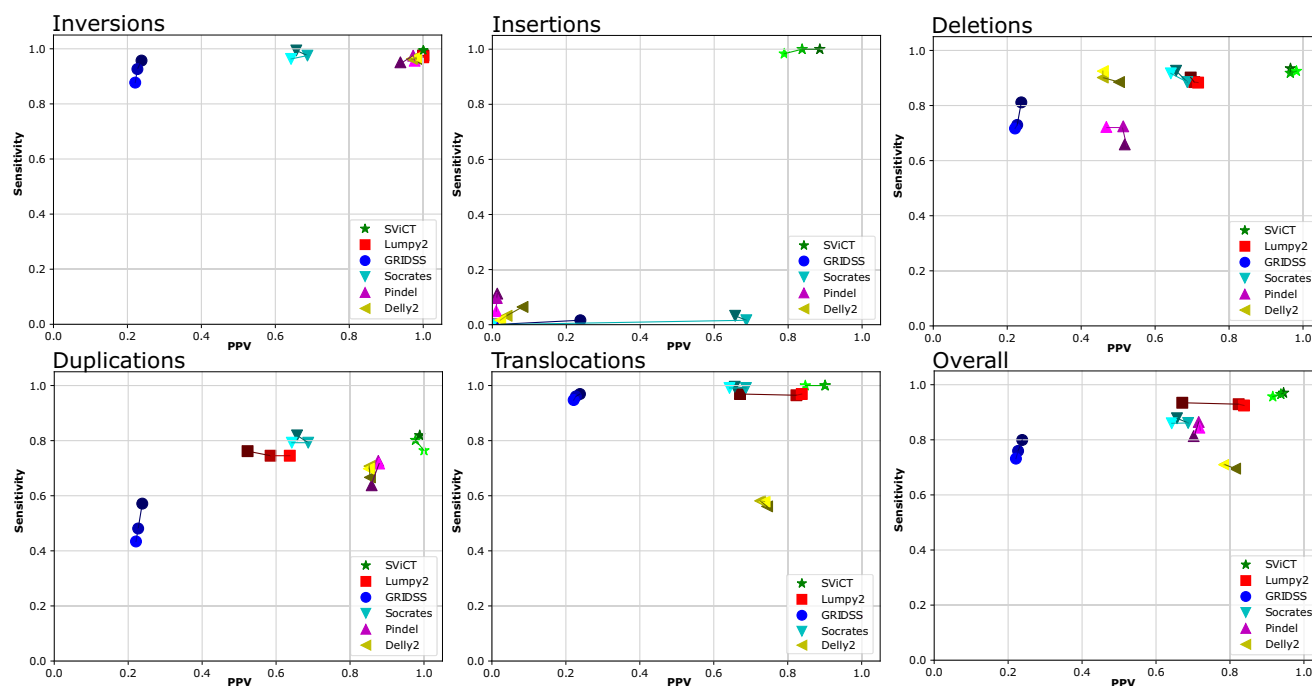 Inversions
1.0
0.8
0.6
0.4
0.2
0.0
Sensitivity
0.0 0.2 0.4 0.6 0.8 1.0
PPV
SViCT
Lumpy2
GRIDSS
Socrates
Pindel
Delly2
Insertions
1.0
0.8
0.6
0.4
0.2
0.0
Sensitivity
0.0 0.2 0.4 0.6 0.8 1.0
PPV
SViCT
GRIDSS
Socrates
Pindel
Delly2
Deletions
1.0
0.8
0.6
0.4
0.2
0.0
Sensitivity
0.0 0.2 0.4 0.6 0.8 1.0
PPV
SViCT
Lumpy2
GRIDSS
Socrates
Pindel
Delly2
Duplications
1.0
0.8
0.6
0.4
0.2
0.0
Sensitivity
0.0 0.2 0.4 0.6 0.8 1.0
PPV
SViCT
Lumpy2
GRIDSS
Socrates
Pindel
Delly2
Translocations
1.0
0.8
0.6
0.4
0.2
0.0
Sensitivity
0.0 0.2 0.4 0.6 0.8 1.0
PPV
SViCT
Lumpy2
GRIDSS
Socrates
Delly2
Overall
1.0
0.8
0.6
0.4
0.2
0.0
Sensitivity
0.0 0.2 0.4 0.6 0.8 1.0
PPV
SViCT
Lumpy2
GRIDSS
Socrates
Pindel
Delly2